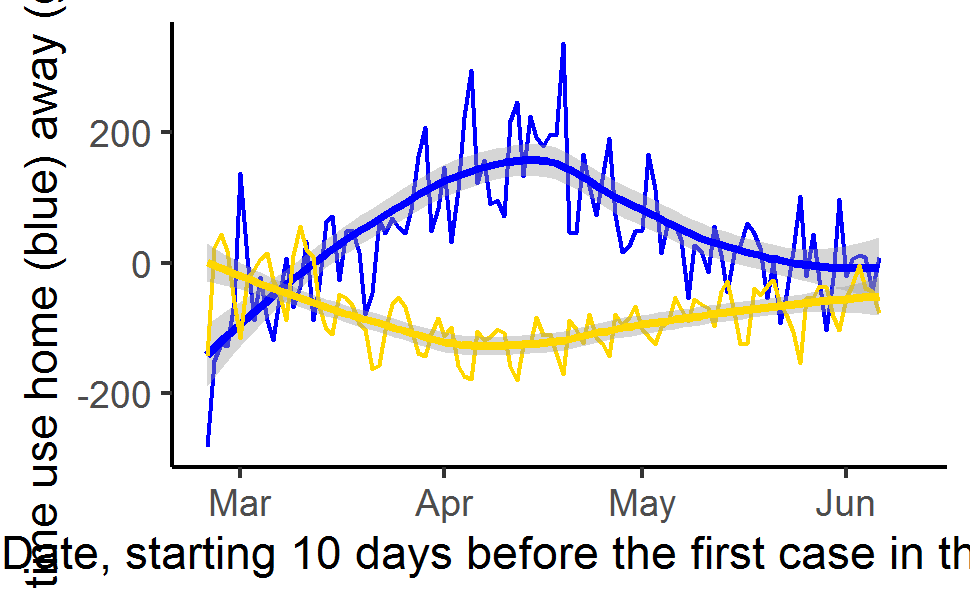 time use home (blue) away (
200
0
-200
Mar Apr May Jun
Date, starting 10 days before the first case in th